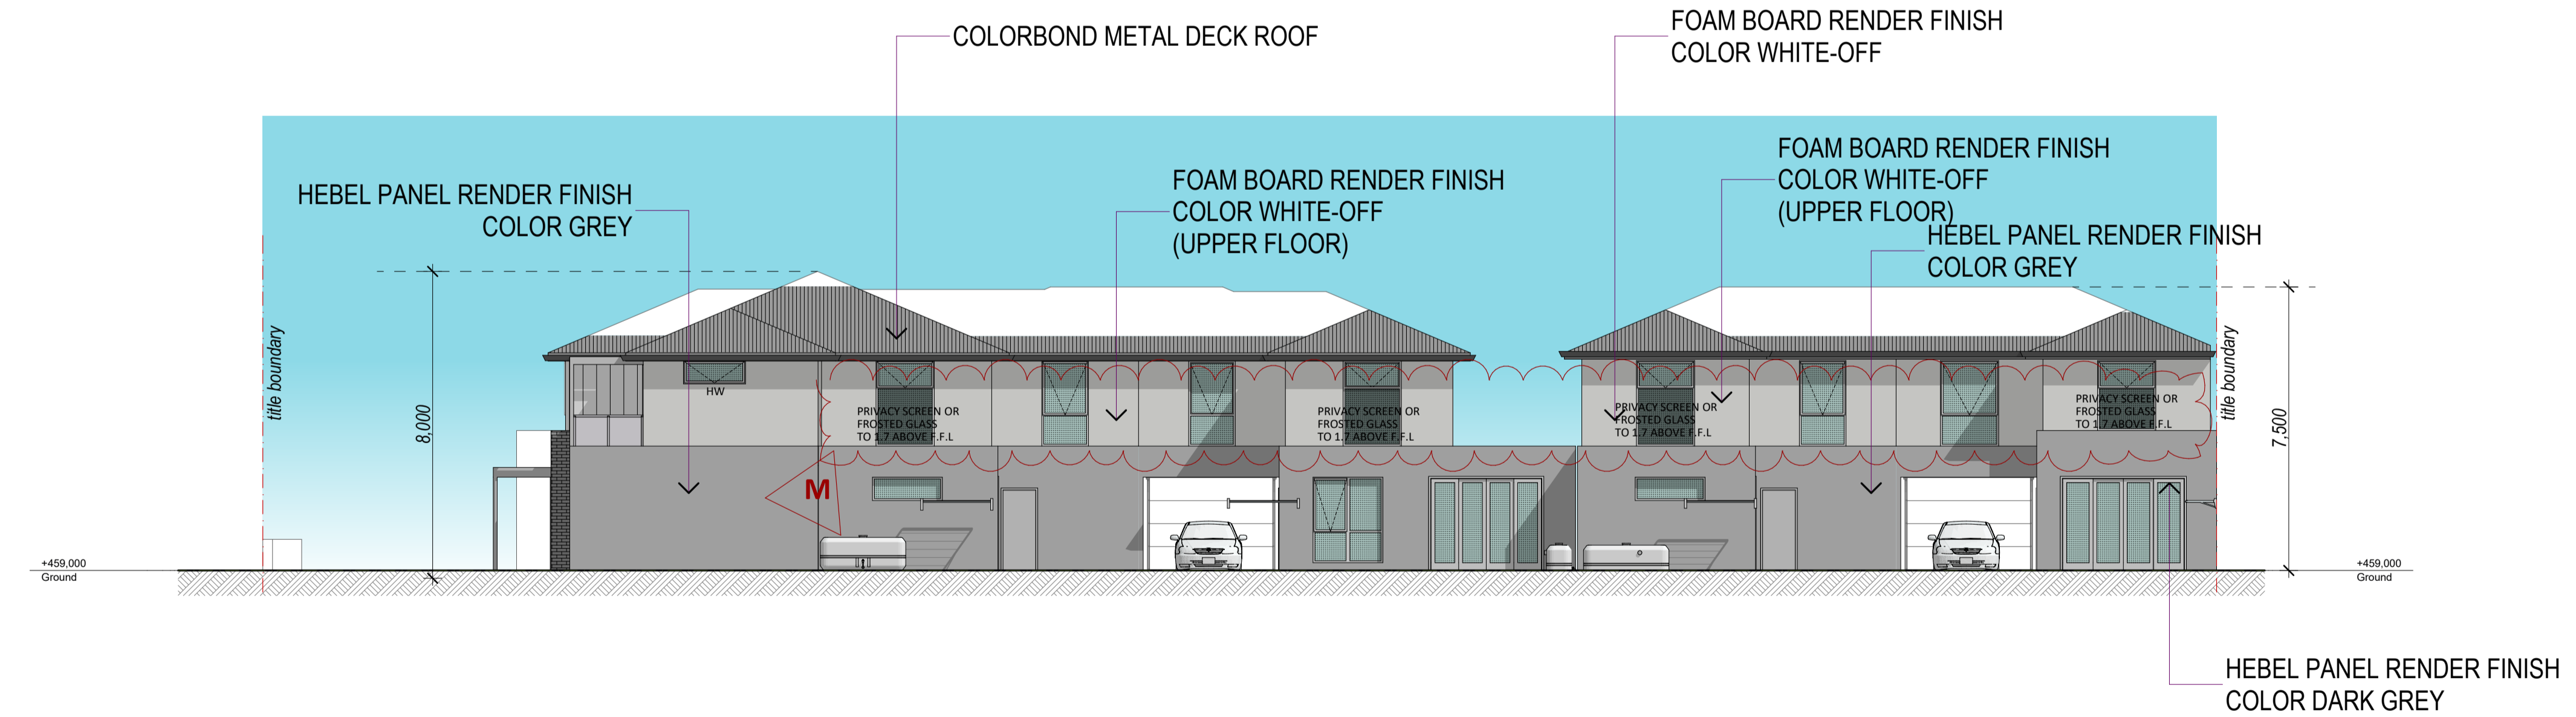 FOAM BOARD RENDER FINISH
COLOR WHITE-OFF
COLORBOND METAL DECK ROOF
FOAM BOARD RENDER FINISH
COLOR WHITE-OFF
(UPPER FLOOR)
FOAM BOARD RENDER FINISH
COLOR WHITE-OFF
(UPPER FLOOR)
HEBEL PANEL RENDER FINISH
COLOR GREY
HEBEL PANEL RENDER FINISH
COLOR GREY
title boundary
title boundary
8,000
7,500
HW
PRIVACY SCREEN OR
FROSTED GLASS
TO 1.7 ABOVE F.F.L
PRIVACY SCREEN OR
FROSTED GLASS
TO 1.7 ABOVE F.F.L
PRIVACY SCREEN OR
FROSTED GLASS
TO 1.7 ABOVE F.F.L
PRIVACY SCREEN OR
FROSTED GLASS
TO 1.7 ABOVE F.F.L
M
+459,000
Ground
+459,000
Ground
HEBEL PANEL RENDER FINISH
COLOR DARK GREY